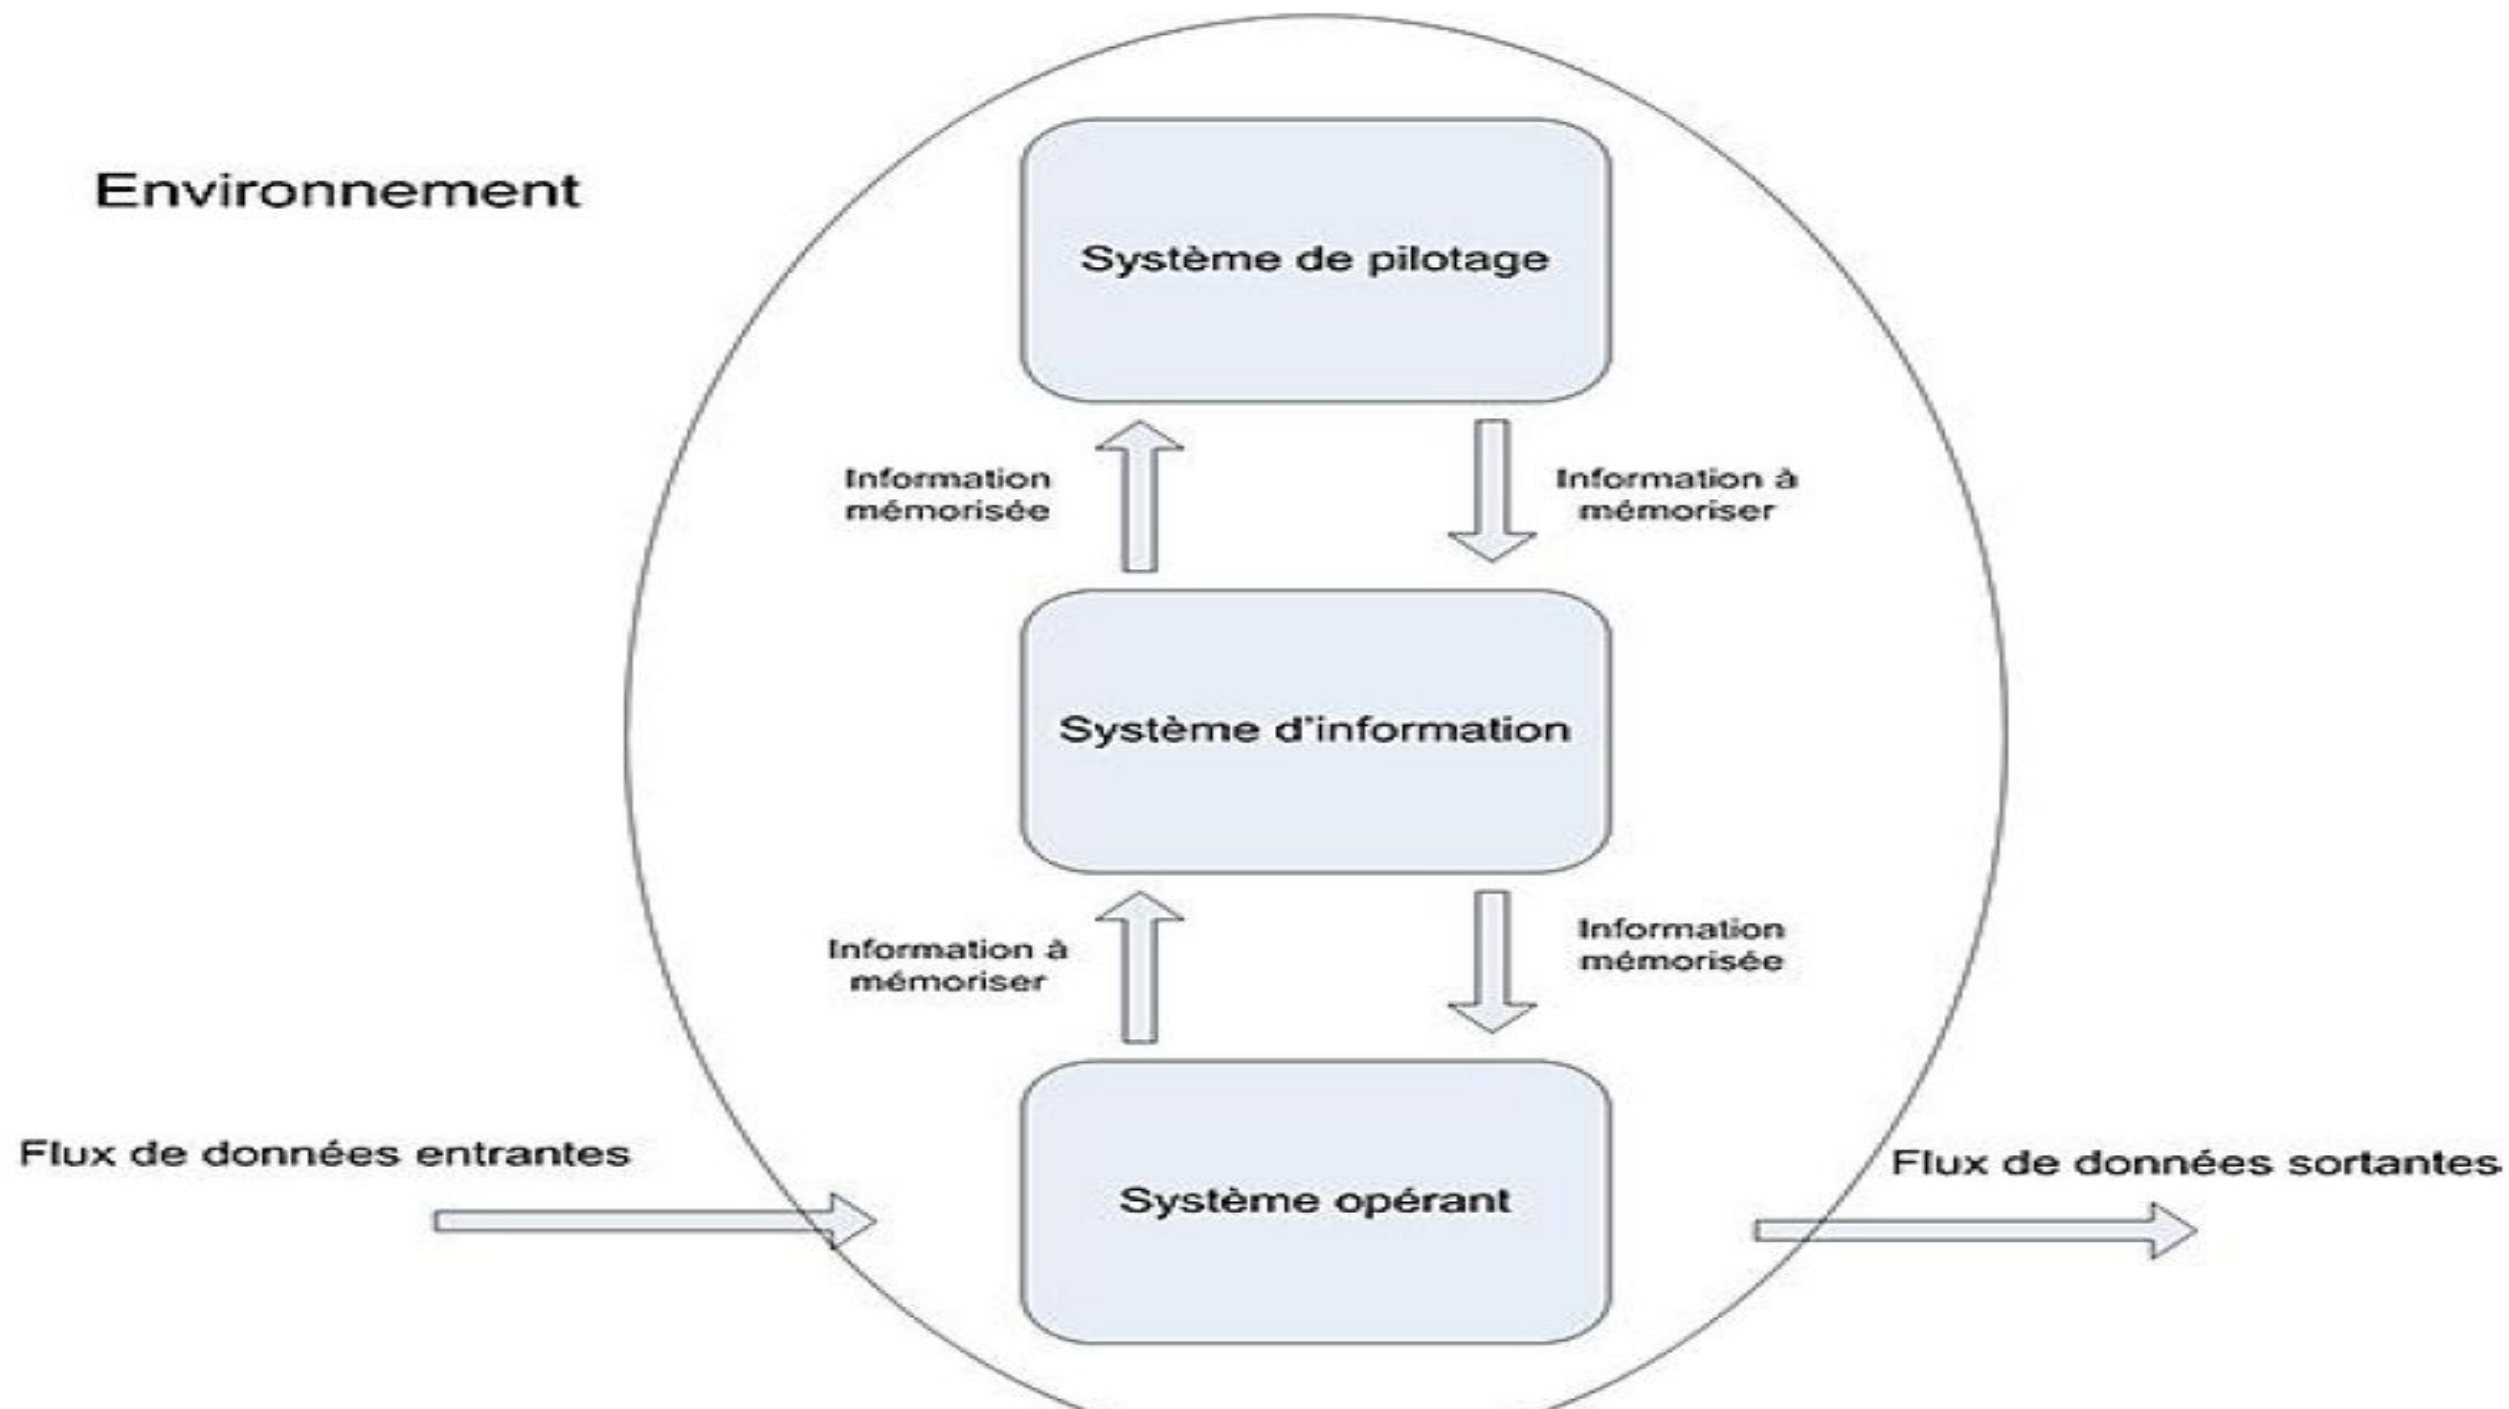 Environnement
Système de pilotage
Information
mémorisée
Information à
mémoriser
Système d'information
Information à
mémoriser
Information
mémorisée
Flux de données entrantes
Flux de données sortantes
Système opérant